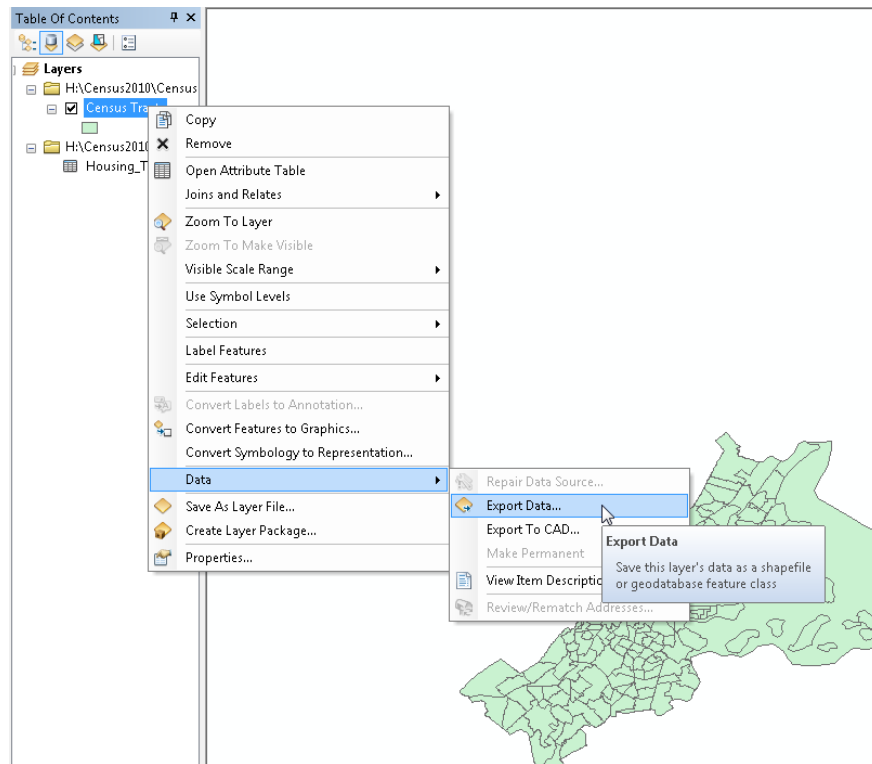 Table Of Contents
Layers
H:\Census2010\Census
Census Tra
H:\Census201
Housing_T
Copy
Remove
Open Attribute Table
Joins and Relates
Zoom To Layer
Zoom To Make Visible
Visible Scale Range
Use Symbol Levels
Selection
Label Features
Edit Features
Convert Labels to Annotation...
Convert Features to Graphics...
Convert Symbology to Representation...
Data
Save As Layer File...
Create Layer Package...
Properties...
Repair Data Source...
Export Data...
Export To CAD...
Make Permanent
View Item Descriptio
Review/Rematch Addresses...
Export Data
Save this layer's data as a shapefile
or geodatabase feature class